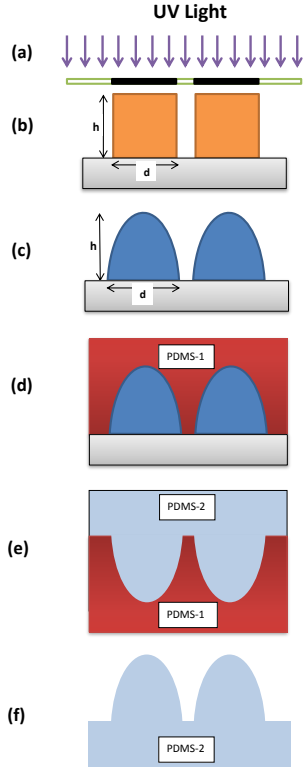 UV Light
(a)
(b)
h
d
(c)
h
d
(d)
PDMS-1
PDMS-2
(e)
PDMS-1
(f)
PDMS-2